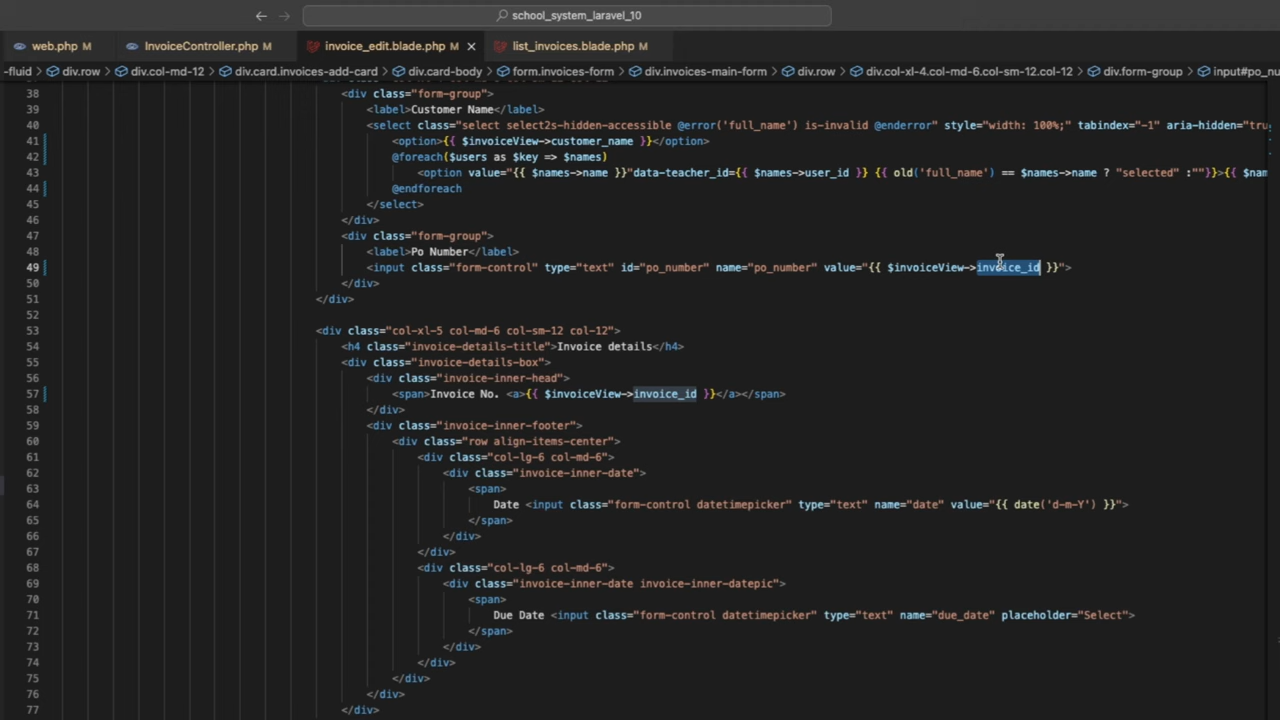 school_system_laravel_10
web.php M InvoiceController.php M invoice_edit.blade.php M list_invoices.blade.php M
-fluid > div.row > div.col-md-12 > div.card.invoices-add-card > div.card-body > form.invoices-form > div.invoices-main-form > div.row > div.col-xl-4.col-md-6.col-sm-12.col-12 > div.form-group > input#po_nu
38 <div class="form-group">
39 <label>Customer Name</label>
40 <select class="select select2s-hidden-accessible @error('full_name') is-invalid @enderror" style="width: 100%;" tabindex="-1" aria-hidden="tru
41 <option>{{ $invoiceView->customer_name }}</option>
42 @foreach($users as $key => $names)
43 <option value="{{ $names->name }}"data-teacher_id={{ $names->user_id }} {{ old('full_name') == $names->name ? "selected" :""}}>{{ $nam
44 @endforeach
45 </select>
46 </div>
47 <div class="form-group">
48 <label>Po Number</label>
49 <input class="form-control" type="text" id="po_number" name="po_number" value="{{ $invoiceView->invoice_id }}">
50 </div>
51 </div>
52
53 <div class="col-xl-5 col-md-6 col-sm-12 col-12">
54 <h4 class="invoice-details-title">Invoice details</h4>
55 <div class="invoice-details-box">
56 <div class="invoice-inner-head">
57 <span>Invoice No. <a>{{ $invoiceView->invoice_id }}</a></span>
58 </div>
59 <div class="invoice-inner-footer">
60 <div class="row align-items-center">
61 <div class="col-lg-6 col-md-6">
62 <div class="invoice-inner-date">
63 <span>
64 Date <input class="form-control datetimepicker" type="text" name="date" value="{{ date('d-m-Y') }}">
65 </span>
66 </div>
67 </div>
68 <div class="col-lg-6 col-md-6">
69 <div class="invoice-inner-date invoice-inner-datepic">
70 <span>
71 Due Date <input class="form-control datetimepicker" type="text" name="due_date" placeholder="Select">
72 </span>
73 </div>
74 </div>
75 </div>
76 </div>
77 </div>